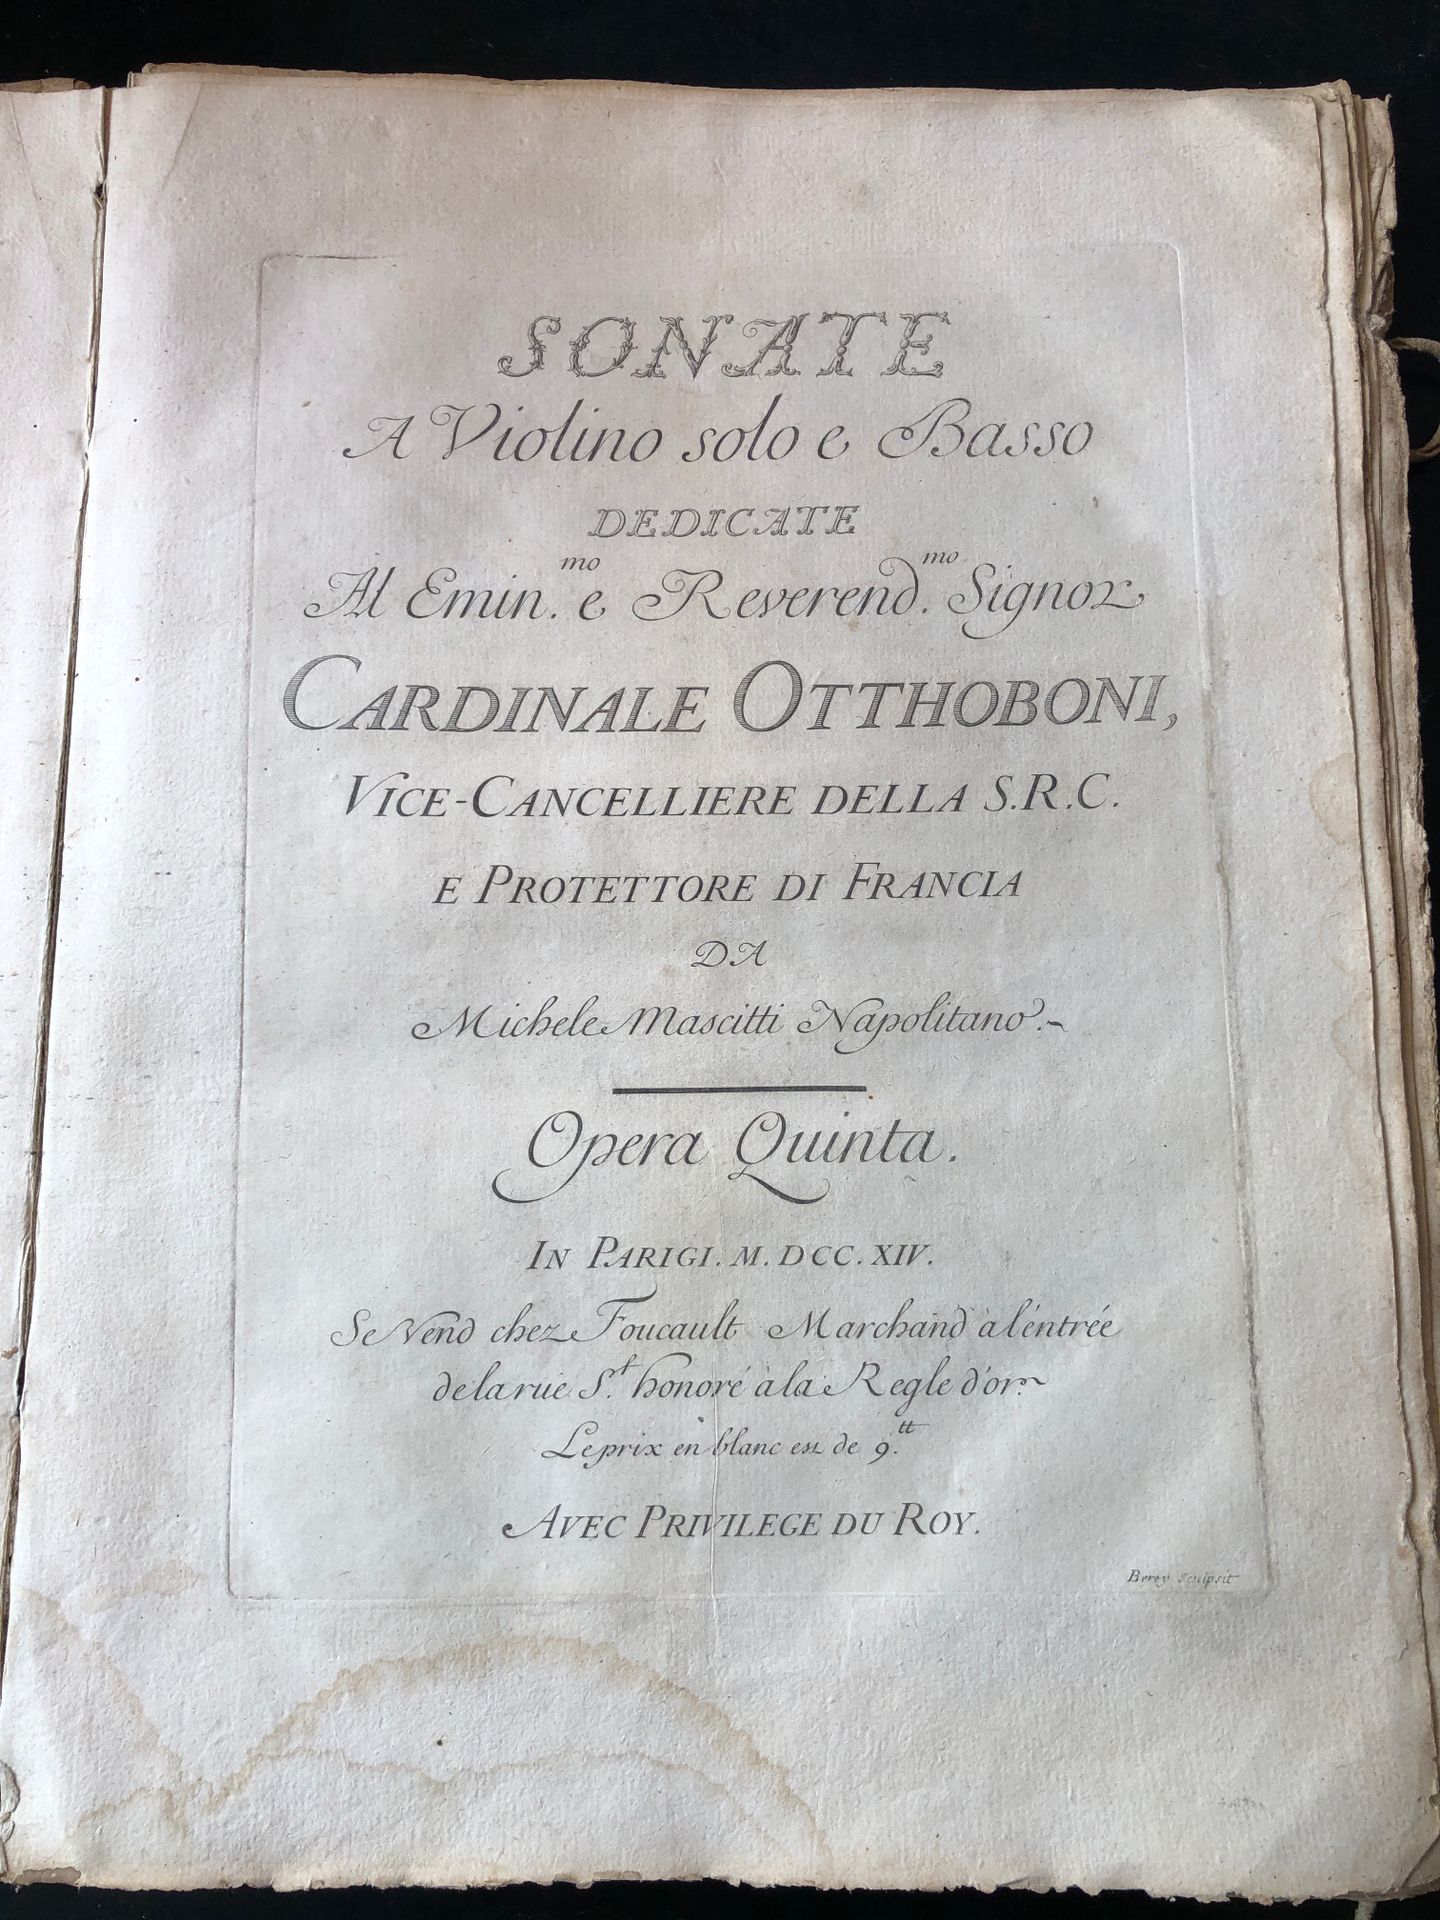 SONATE
A Violino solo e Basso
DEDICATE
Al Emin.mo e Reverend.mo Signor
CARDINALE OTTHOBONI,
VICE-CANCELLIERE DELLA S.R.C.
E PROTETTORE DI FRANCIA
DA
Michele Mascitti Napolitano.
Opera Quinta.
IN PARIGI. M. DCC. XIV.
Se Vend chez Foucault Marchand à l'éntrée
de la rue S.t honoré à la Regle d'or.
Le prix en blanc est de 9.tt
AVEC PRIVILEGE DU ROY.
Berey sculpsit